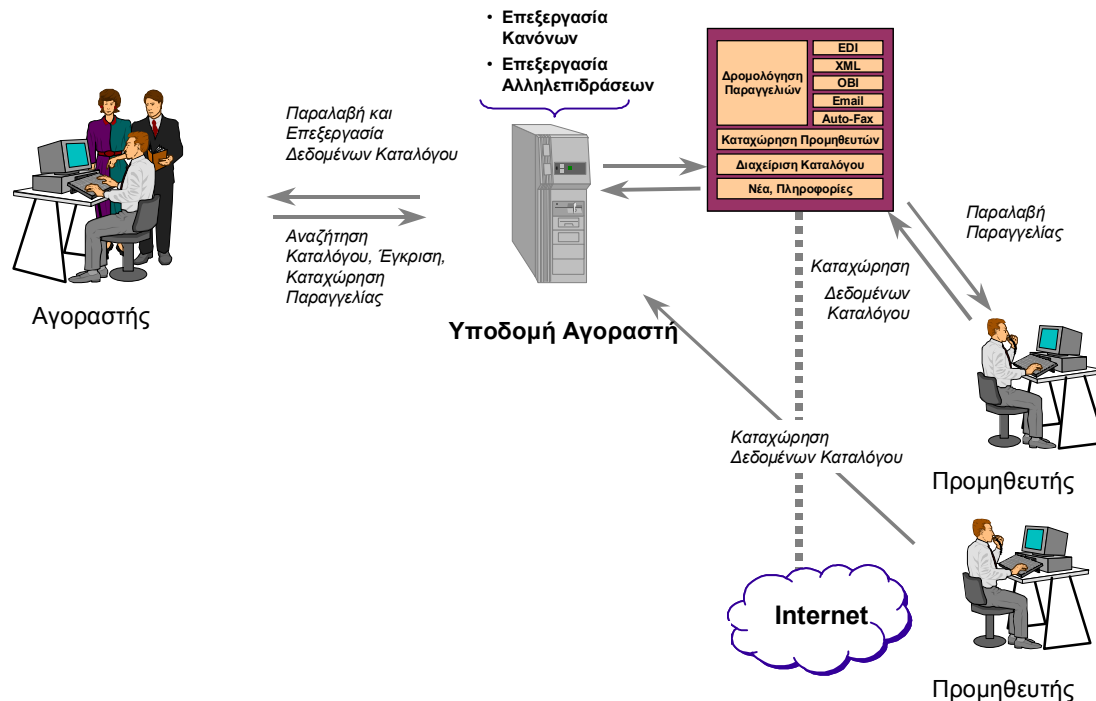 • Επεξεργασία
Κανόνων
• Επεξεργασία
Αλληλεπιδράσεων
Δρομολόγηση
Παραγγελιών
EDI
XML
OBI
Email
Auto-Fax
Καταχώρηση Προμηθευτών
Διαχείριση Καταλόγου
Νέα, Πληροφορίες
Παραλαβή και
Επεξεργασία
Δεδομένων Καταλόγου
Αναζήτηση
Καταλόγου, Έγκριση,
Καταχώρηση
Παραγγελίας
Αγοραστής
Υποδομή Αγοραστή
Παραλαβή
Παραγγελίας
Καταχώρηση
Δεδομένων
Καταλόγου
Προμηθευτής
Καταχώρηση
Δεδομένων Καταλόγου
Internet
Προμηθευτής